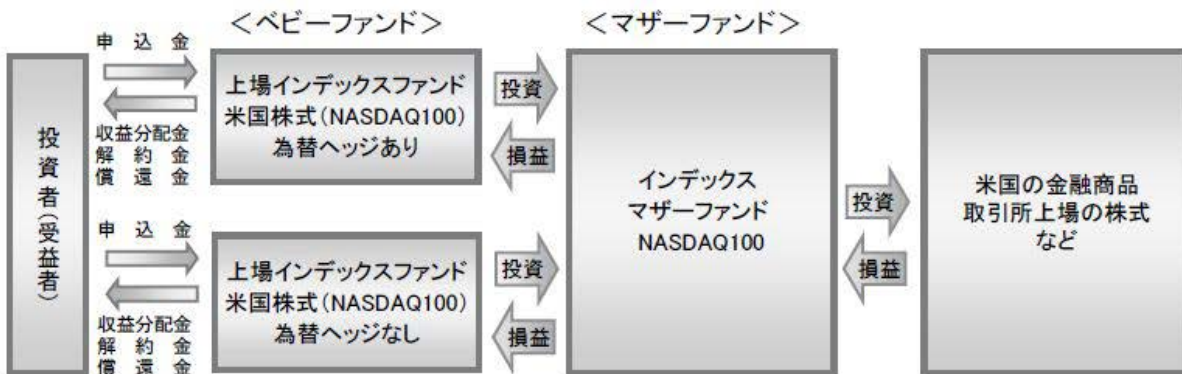 ＜ベビーファンド＞
＜マザーファンド＞
投資者（受益者）
申込金
収益分配金
解約金
償還金
上場インデックスファンド
米国株式（NASDAQ100）
為替ヘッジあり
投資
損益
申込金
収益分配金
解約金
償還金
上場インデックスファンド
米国株式（NASDAQ100）
為替ヘッジなし
投資
損益
インデックス
マザーファンド
NASDAQ100
投資
損益
米国の金融商品
取引所上場の株式
など